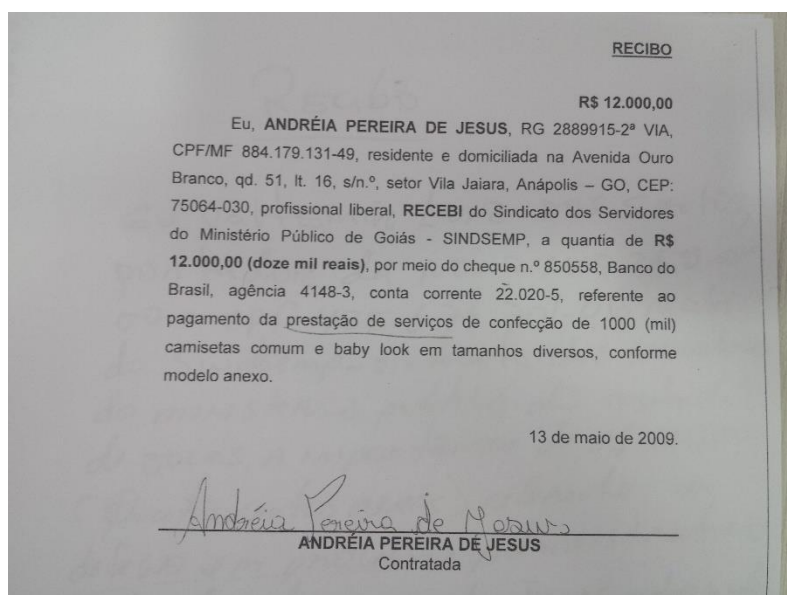 RECIBO
R$ 12.000,00
Eu, ANDRÉIA PEREIRA DE JESUS, RG 2889915-2ª VIA,
CPF/MF 884.179.131-49, residente e domiciliada na Avenida Ouro
Branco, qd. 51, lt. 16, s/n.º, setor Vila Jaiara, Anápolis – GO, CEP:
75064-030, profissional liberal, RECEBI do Sindicato dos Servidores
do Ministério Público de Goiás - SINDSEMP, a quantia de R$
12.000,00 (doze mil reais), por meio do cheque n.º 850558, Banco do
Brasil, agência 4148-3, conta corrente 22.020-5, referente ao
pagamento da prestação de serviços de confecção de 1000 (mil)
camisetas comum e baby look em tamanhos diversos, conforme
modelo anexo.
13 de maio de 2009.
Andréia Pereira de Jesus
ANDRÉIA PEREIRA DE JESUS
Contratada